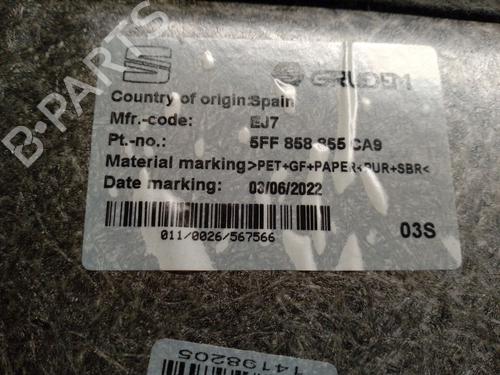 GRUDEM
Country of origin: Spain
Mfr.-code: EJ7
Pt.-no.: 5FF 858 855 CA9
Material marking >PET+GF+PAPER<PUR+SBR<
Date marking: 03/06/2022
011/0026/567566
03S
B-PARTS
14198205